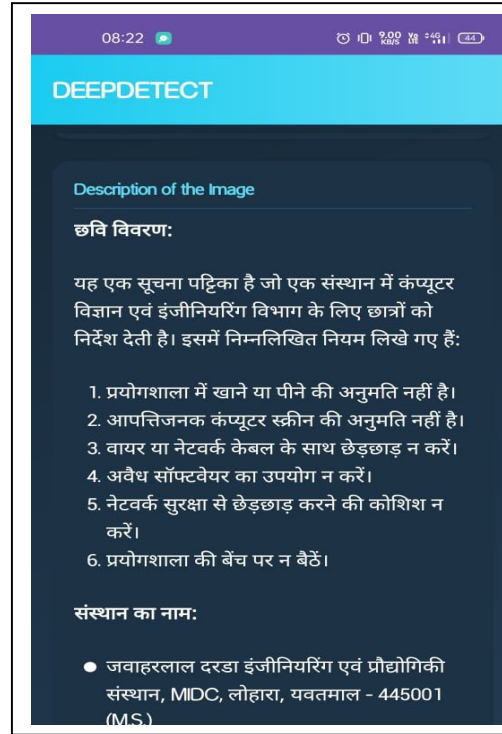 08:22
9.00 KB/S Vo LTE 4G 44
DEEPDETECT
Description of the Image
छवि विवरण:
यह एक सूचना पट्टिका है जो एक संस्थान में कंप्यूटर
विज्ञान एवं इंजीनियरिंग विभाग के लिए छात्रों को
निर्देश देती है। इसमें निम्नलिखित नियम लिखे गए हैं:
1. प्रयोगशाला में खाने या पीने की अनुमति नहीं है।
2. आपत्तिजनक कंप्यूटर स्क्रीन की अनुमति नहीं है।
3. वायर या नेटवर्क केबल के साथ छेड़छाड़ न करें।
4. अवैध सॉफ्टवेयर का उपयोग न करें।
5. नेटवर्क सुरक्षा से छेड़छाड़ करने की कोशिश न
करें।
6. प्रयोगशाला की बेंच पर न बैठें।
संस्थान का नाम:
जवाहरलाल दरडा इंजीनियरिंग एवं प्रौद्योगिकी
संस्थान, MIDC, लोहारा, यवतमाल - 445001
(M.S.)